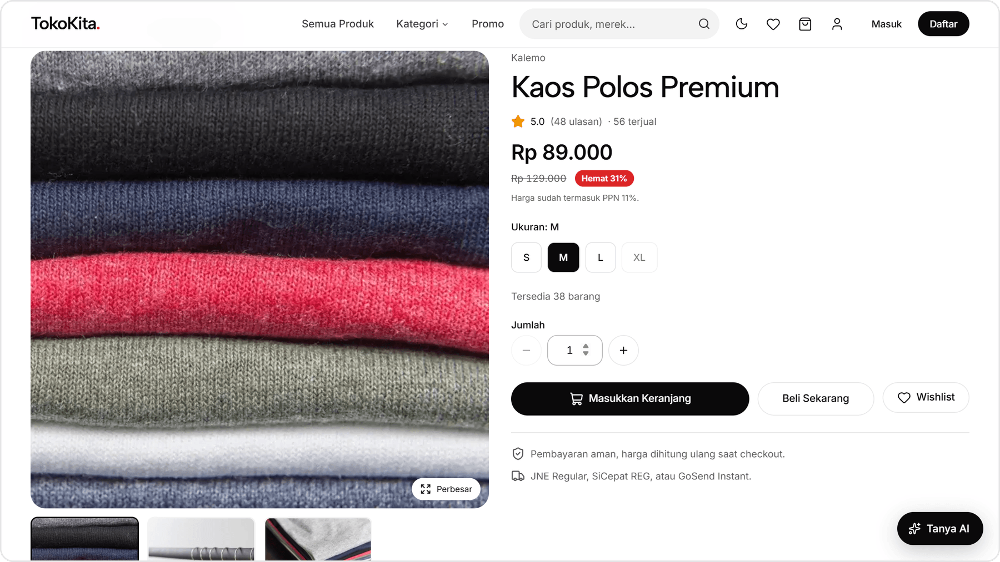 TokoKita.
Semua Produk
Kategori
Promo
Cari produk, merek...
Masuk
Daftar
Kalemo
Kaos Polos Premium
5.0 (48 ulasan) · 56 terjual
Rp 89.000
Rp 129.000 Hemat 31%
Harga sudah termasuk PPN 11%.
Ukuran: M
S M L XL
Tersedia 38 barang
Jumlah
− 1 +
Masukkan Keranjang
Beli Sekarang
Wishlist
Pembayaran aman, harga dihitung ulang saat checkout.
JNE Regular, SiCepat REG, atau GoSend Instant.
Perbesar
Tanya AI